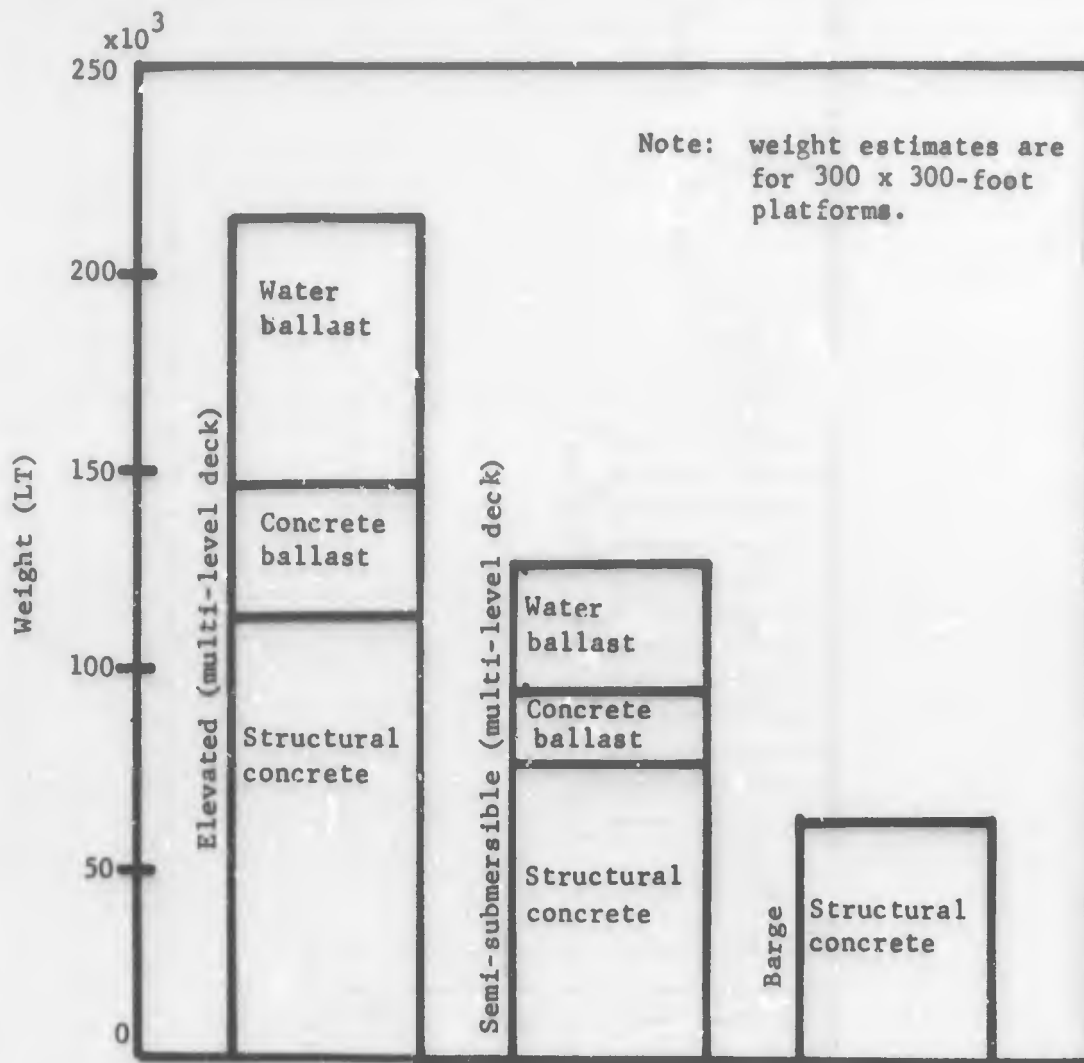 x10³
250
Note: weight estimates are
for 300 x 300-foot
platforms.
200
150
100
50
0
Weight (LT)
Elevated (multi-level deck)
Water
ballast
Concrete
ballast
Structural
concrete
Semi-submersible (multi-level deck)
Water
ballast
Concrete
ballast
Structural
concrete
Barge
Structural
concrete